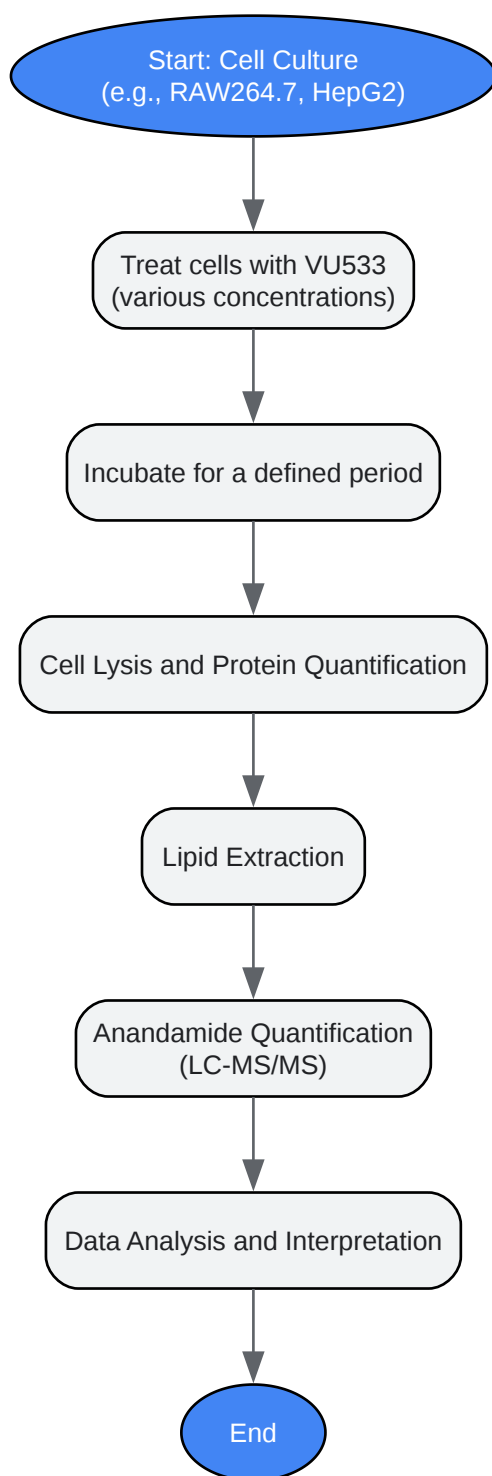 Start: Cell Culture
(e.g., RAW264.7, HepG2)
Treat cells with VU533
(various concentrations)
Incubate for a defined period
Cell Lysis and Protein Quantification
Lipid Extraction
Anandamide Quantification
(LC-MS/MS)
Data Analysis and Interpretation
End